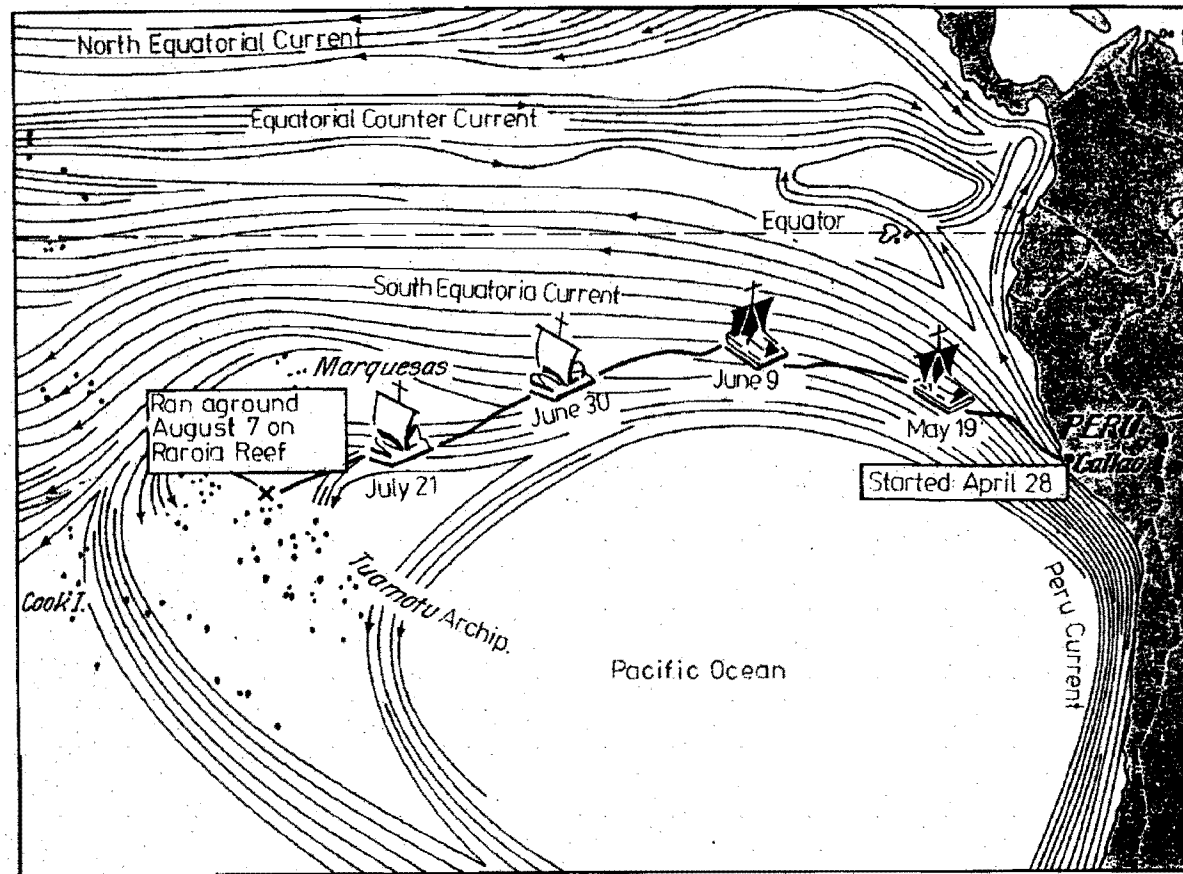 North Equatorial Current
Equatorial Counter Current
Equator
South Equatoria Current
Marquesas
Ran aground
August 7 on
Raroia Reef
June 9
June 30
May 19
PERU
Callao
July 21
Started: April 28
Cook I.
Tuamotu Archip.
Peru Current
Pacific Ocean